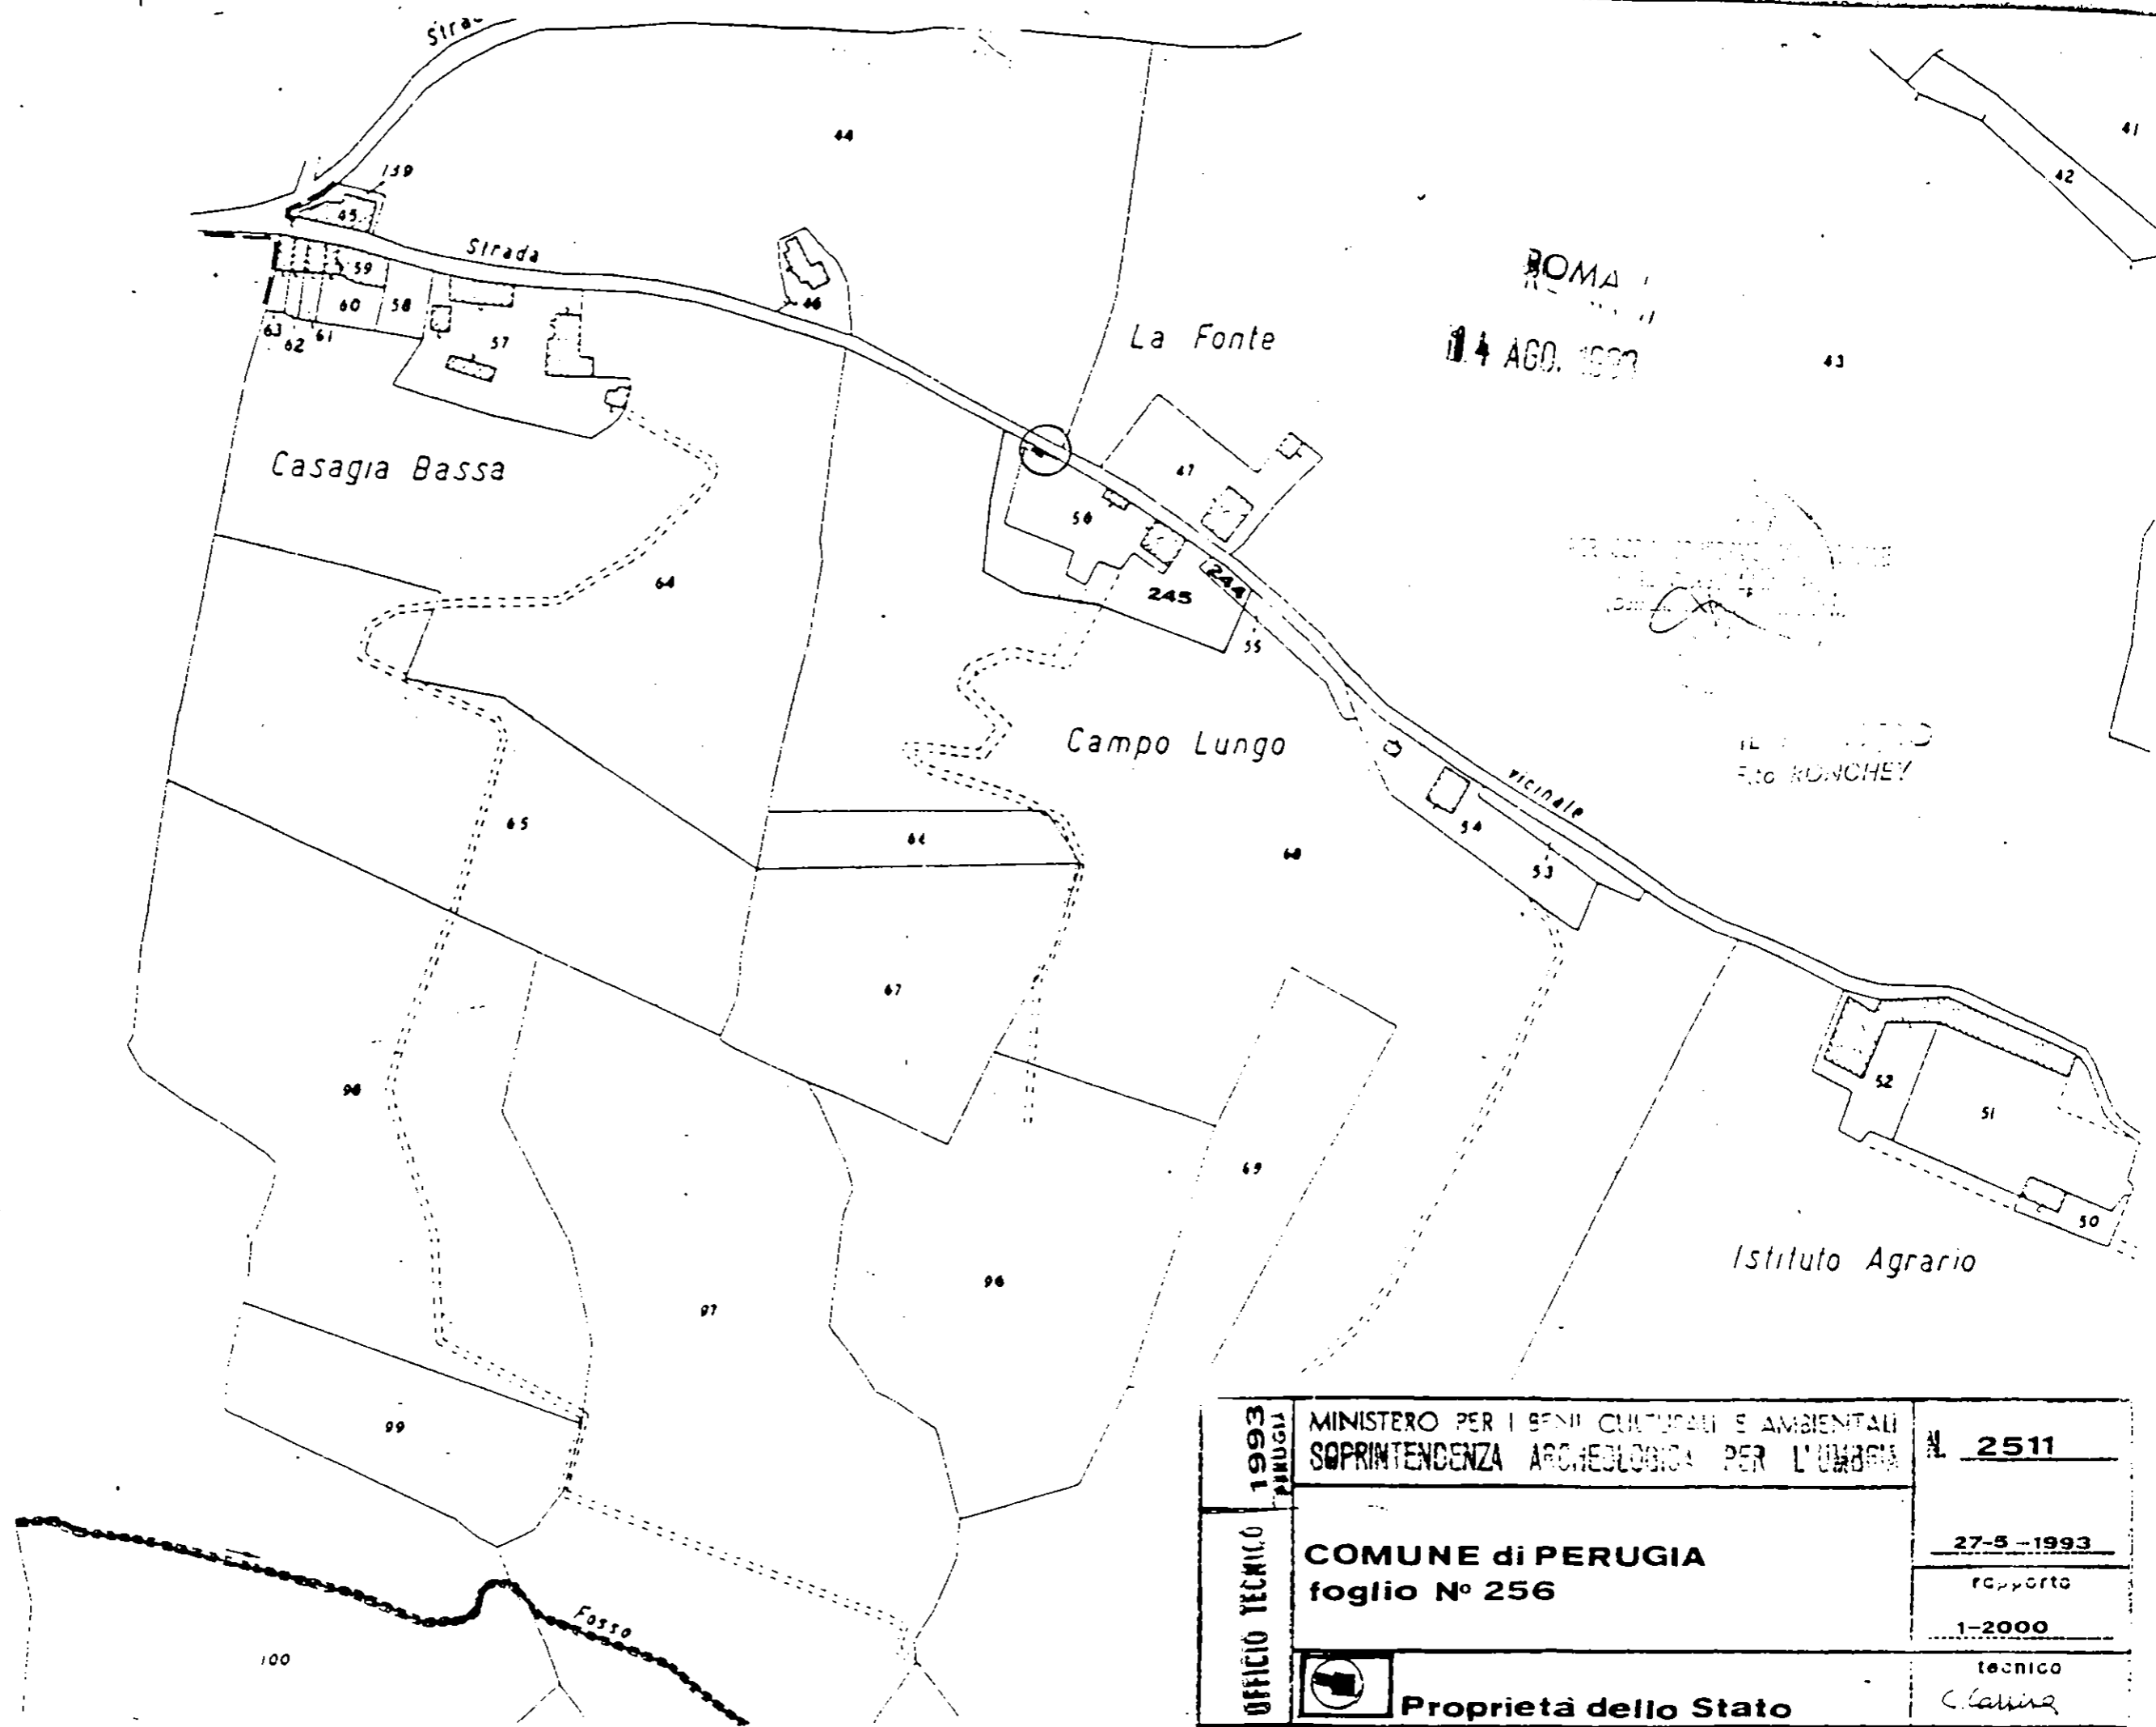 44
41
42
139
45
Strada
59
60
58
46
63
62
61
57
La Fonte
ROMA
14 AGO. 1993
43
Casagia Bassa
47
56
64
244
245
55
Campo Lungo
vicinale
RONCHEY
65
66
68
54
53
67
98
52
51
69
50
Istituto Agrario
96
97
99
Fosso
100
1993
PERUGIA
UFFICIO TECNICO
MINISTERO PER I BENI CULTURALI E AMBIENTALI
SOPRINTENDENZA ARCHEOLOGICA PER L'UMBRIA
N. 2511
COMUNE di PERUGIA
foglio Nº 256
27-5-1993
rapporto
1-2000
Proprietà dello Stato
tecnico